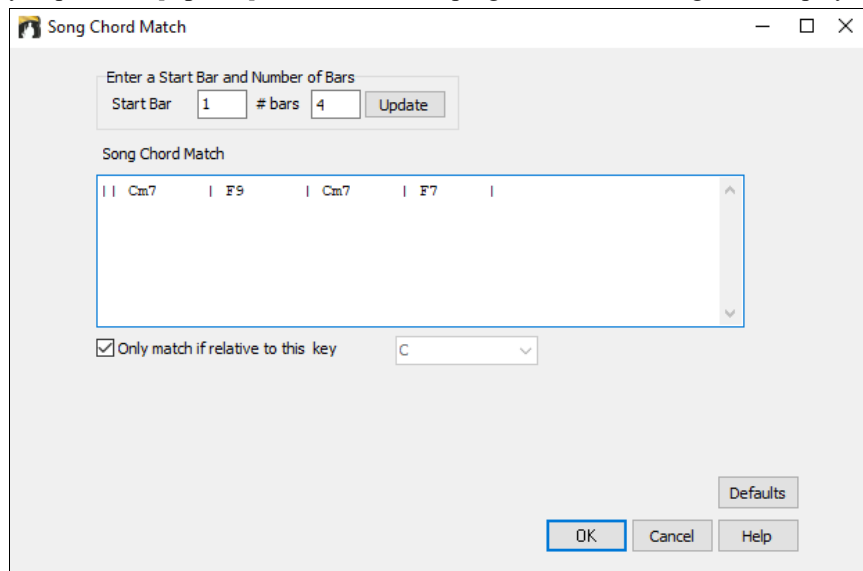 Song Chord Match
Enter a Start Bar and Number of Bars
Start Bar 1 # bars 4 Update
Song Chord Match
|| Cm7 | F9 | Cm7 | F7 |
Only match if relative to this key C
Defaults
OK Cancel Help